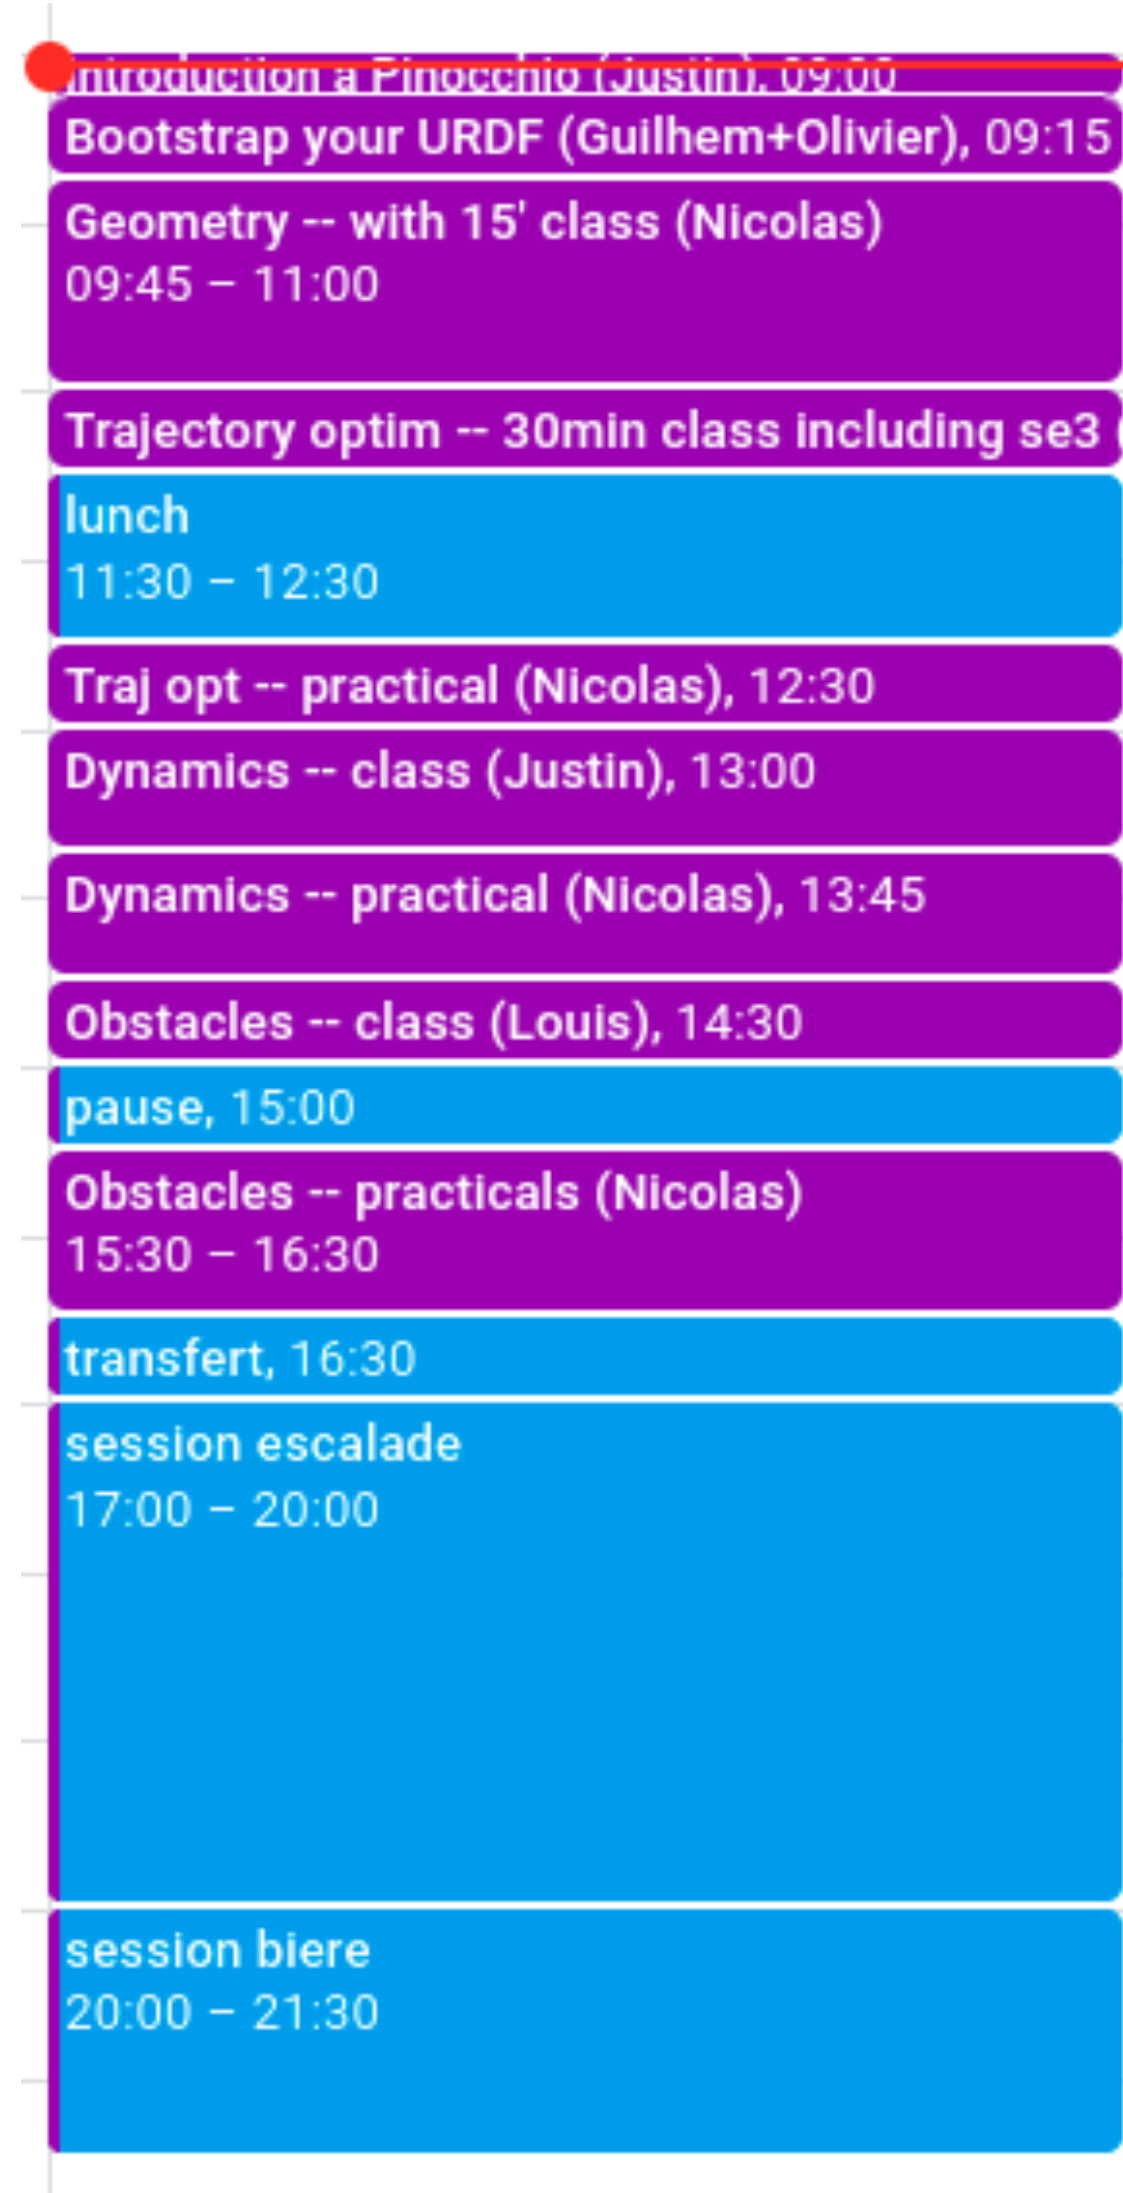 Introduction a Pinocchio (Justin), 09:00
Bootstrap your URDF (Guilhem+Olivier), 09:15
Geometry -- with 15' class (Nicolas)
09:45 – 11:00
Trajectory optim -- 30min class including se3 (
lunch
11:30 – 12:30
Traj opt -- practical (Nicolas), 12:30
Dynamics -- class (Justin), 13:00
Dynamics -- practical (Nicolas), 13:45
Obstacles -- class (Louis), 14:30
pause, 15:00
Obstacles -- practicals (Nicolas)
15:30 – 16:30
transfert, 16:30
session escalade
17:00 – 20:00
session biere
20:00 – 21:30